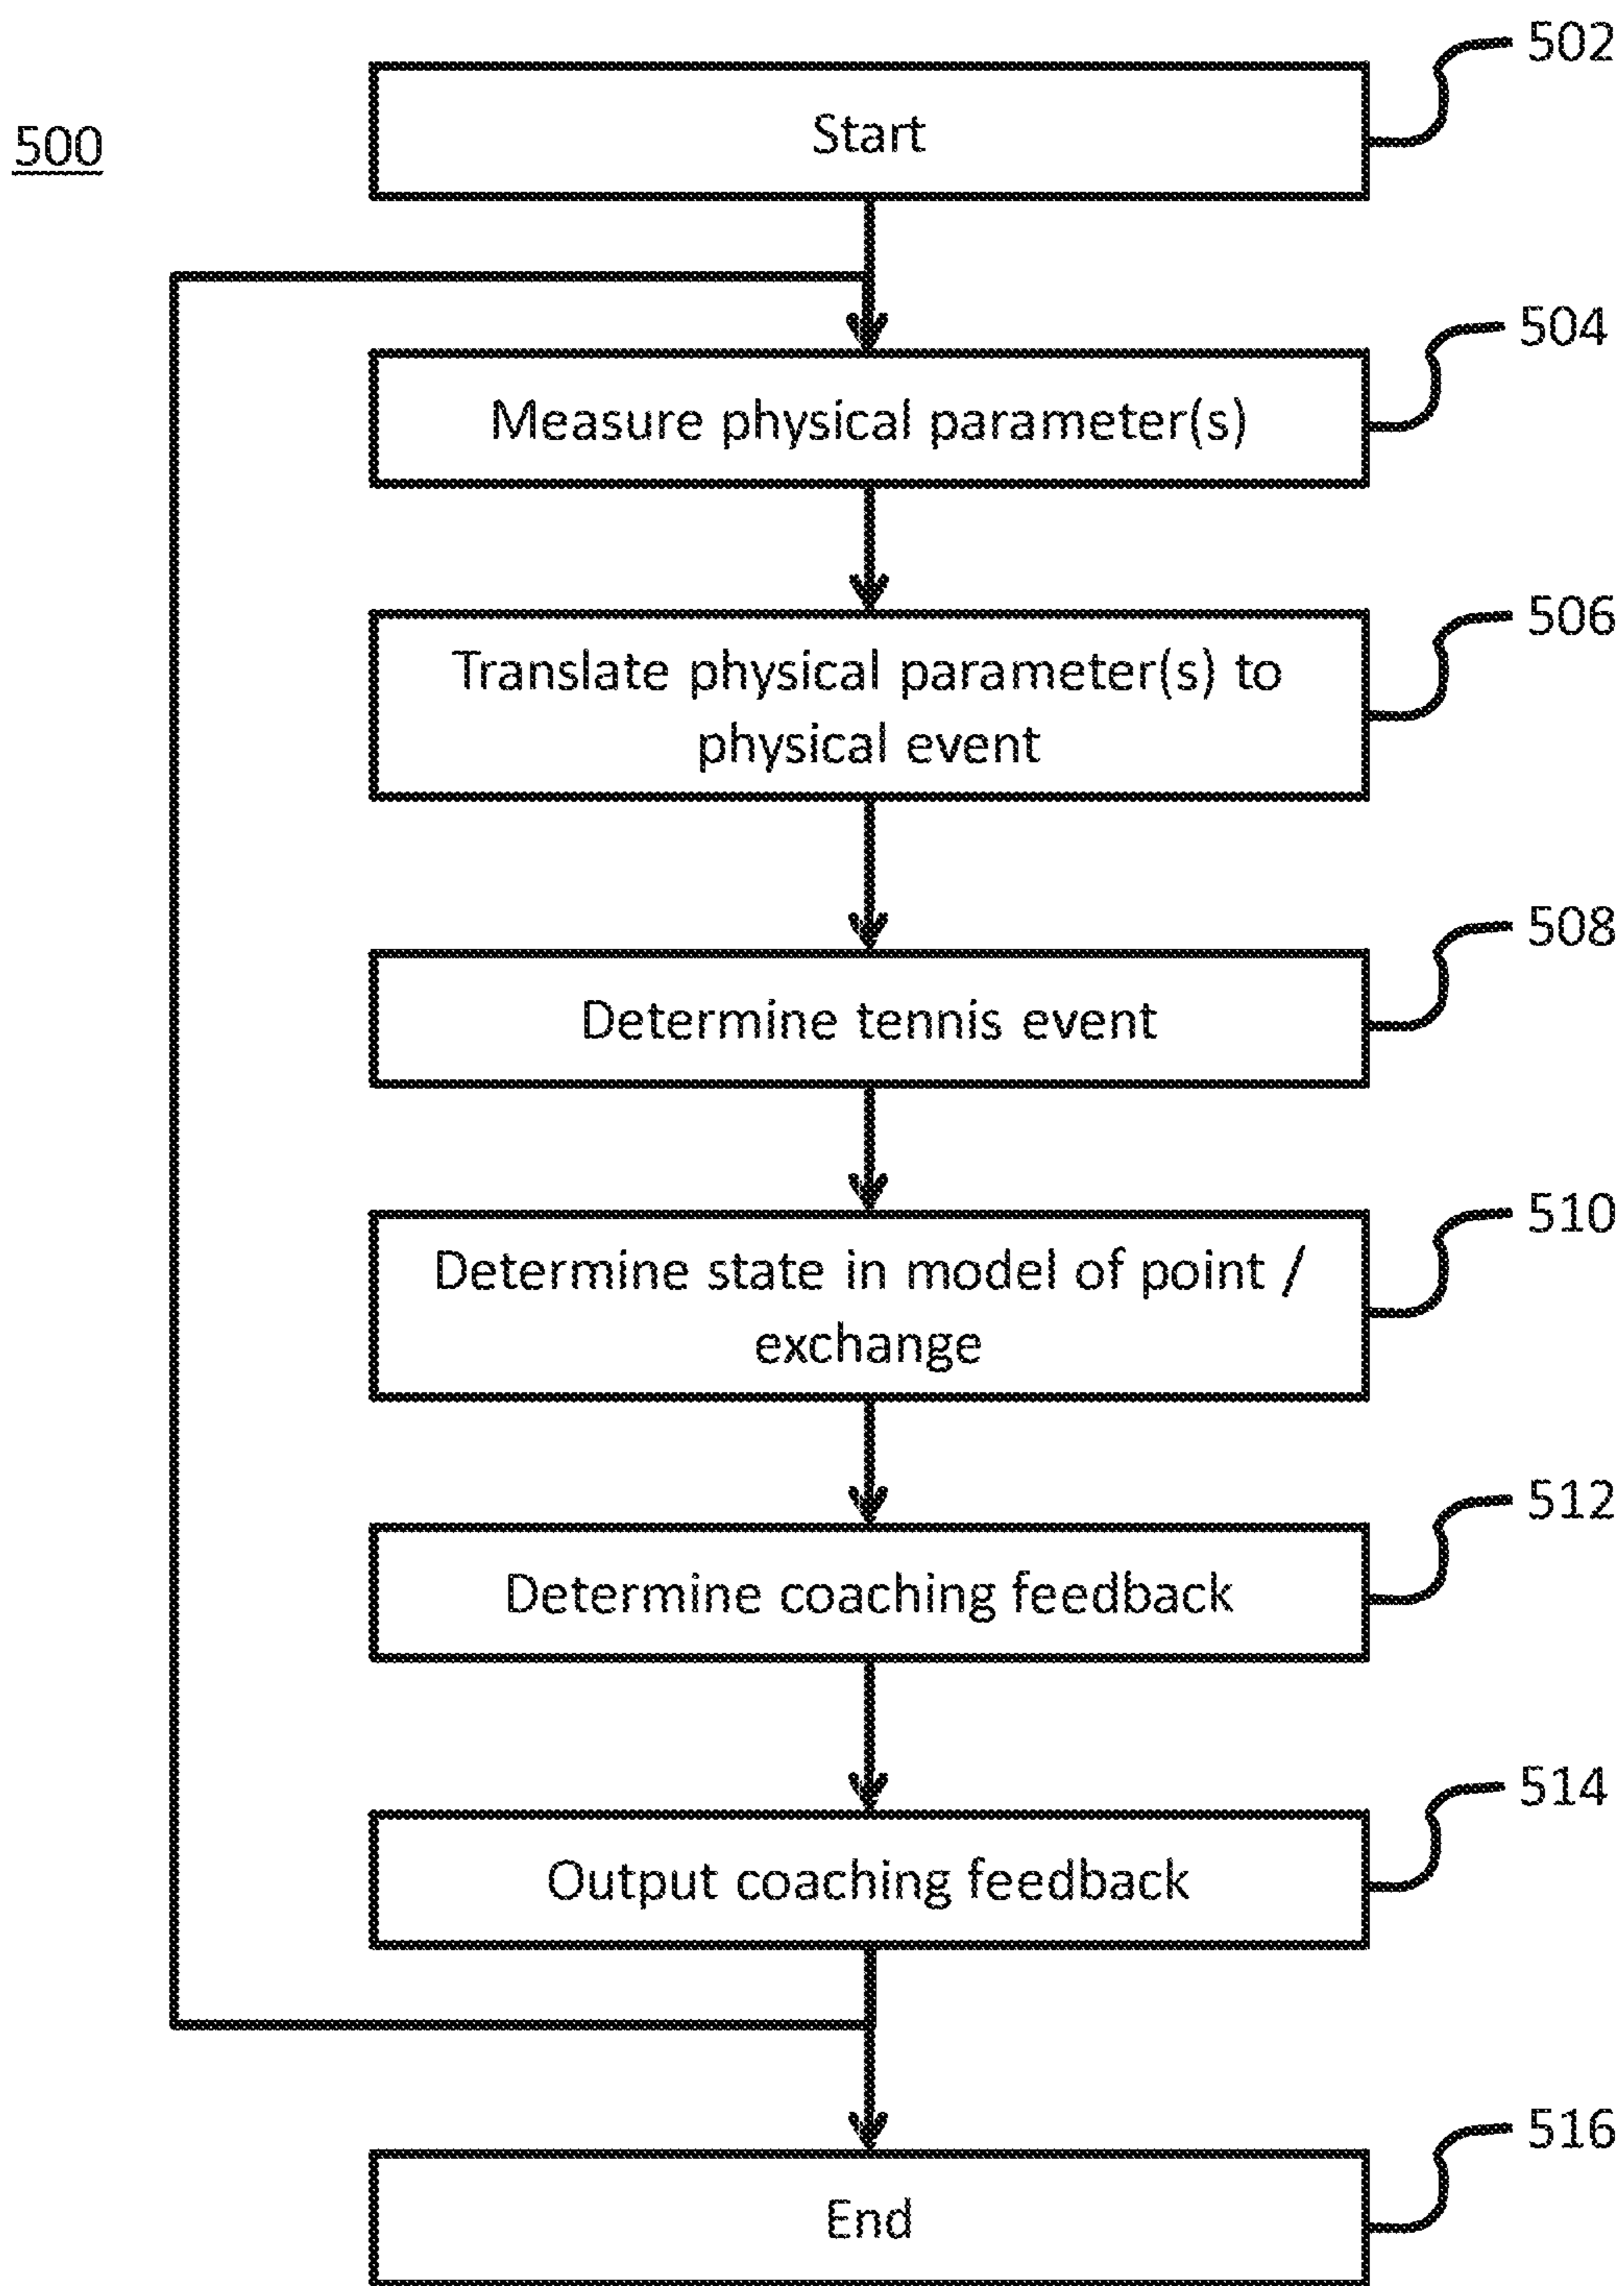 502
Start
500
504
Measure physical parameter(s)
506
Translate physical parameter(s) to
physical event
508
Determine tennis event
510
Determine state in model of point /
exchange
512
Determine coaching feedback
514
Output coaching feedback
516
End